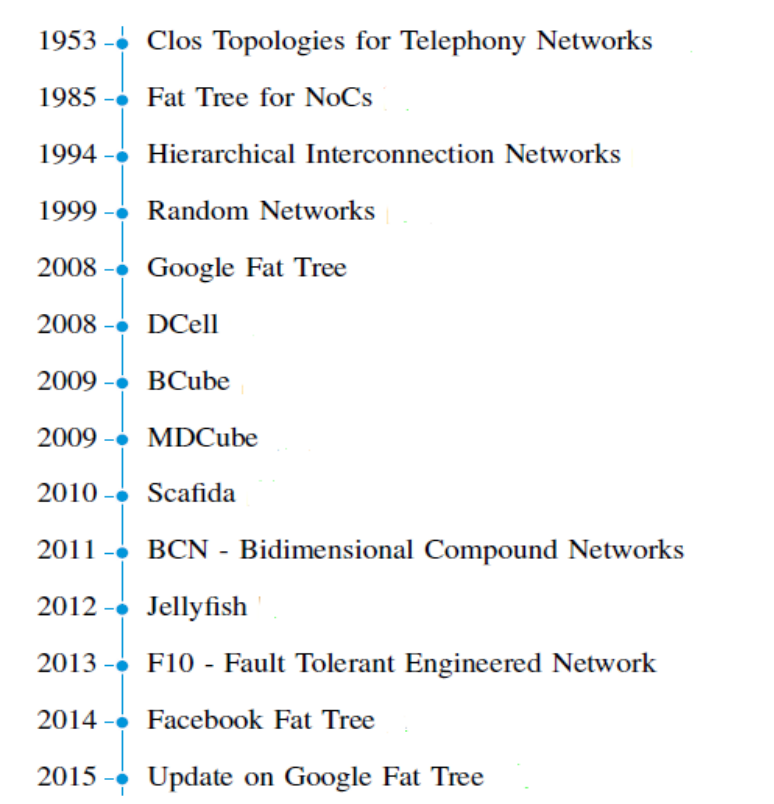 1953 Clos Topologies for Telephony Networks
1985 Fat Tree for NoCs
1994 Hierarchical Interconnection Networks
1999 Random Networks
2008 Google Fat Tree
2008 DCell
2009 BCube
2009 MDCube
2010 Scafida
2011 BCN - Bidimensional Compound Networks
2012 Jellyfish
2013 F10 - Fault Tolerant Engineered Network
2014 Facebook Fat Tree
2015 Update on Google Fat Tree